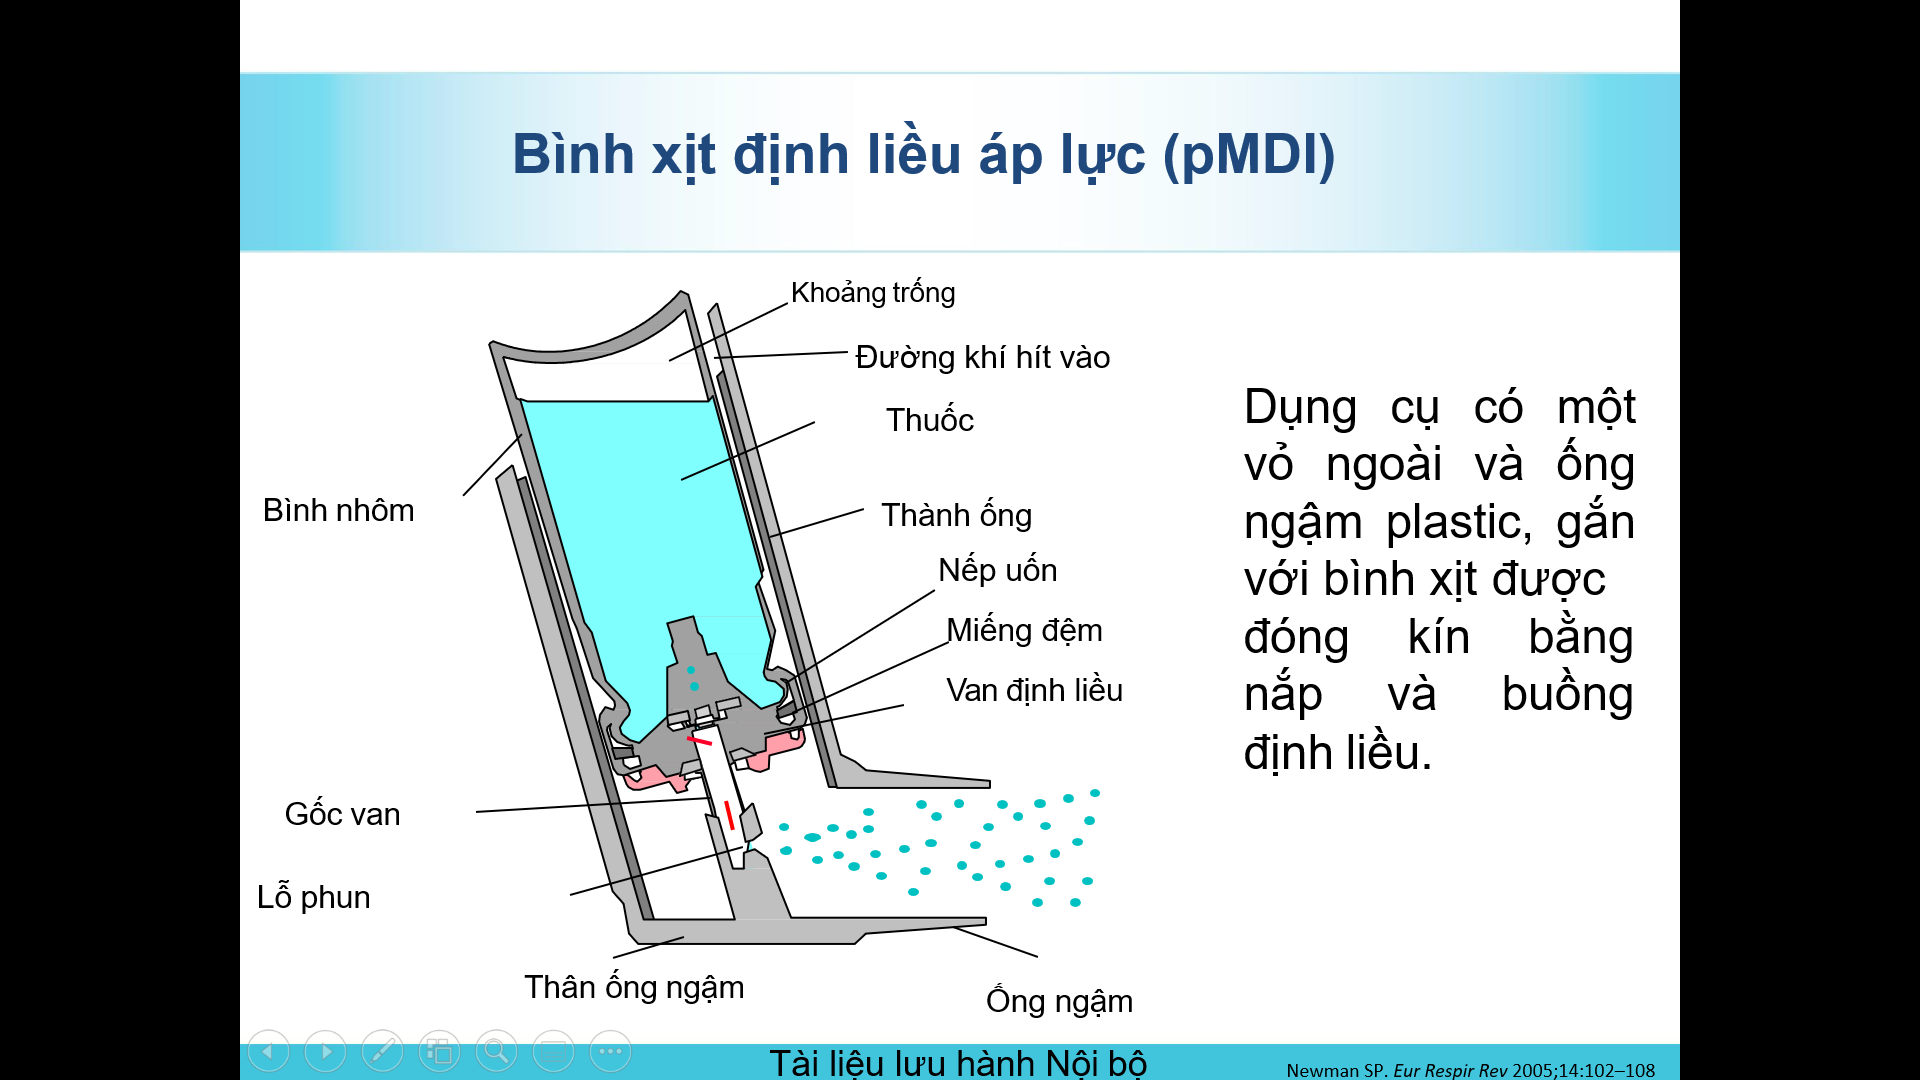 Bình xịt định liều áp lực (pMDI)
Khoảng trống
Đường khí hít vào
Thuốc
Bình nhôm
Thành ống
Nếp uốn
Miếng đệm
Van định liều
Gốc van
Lỗ phun
Thân ống ngậm
Ống ngậm
Dụng cụ có một
vỏ ngoài và ống
ngậm plastic, gắn
với bình xịt được
đóng kín bằng
nắp và buồng
định liều.
Tài liệu lưu hành Nội bộ
Newman SP. Eur Respir Rev 2005;14:102–108